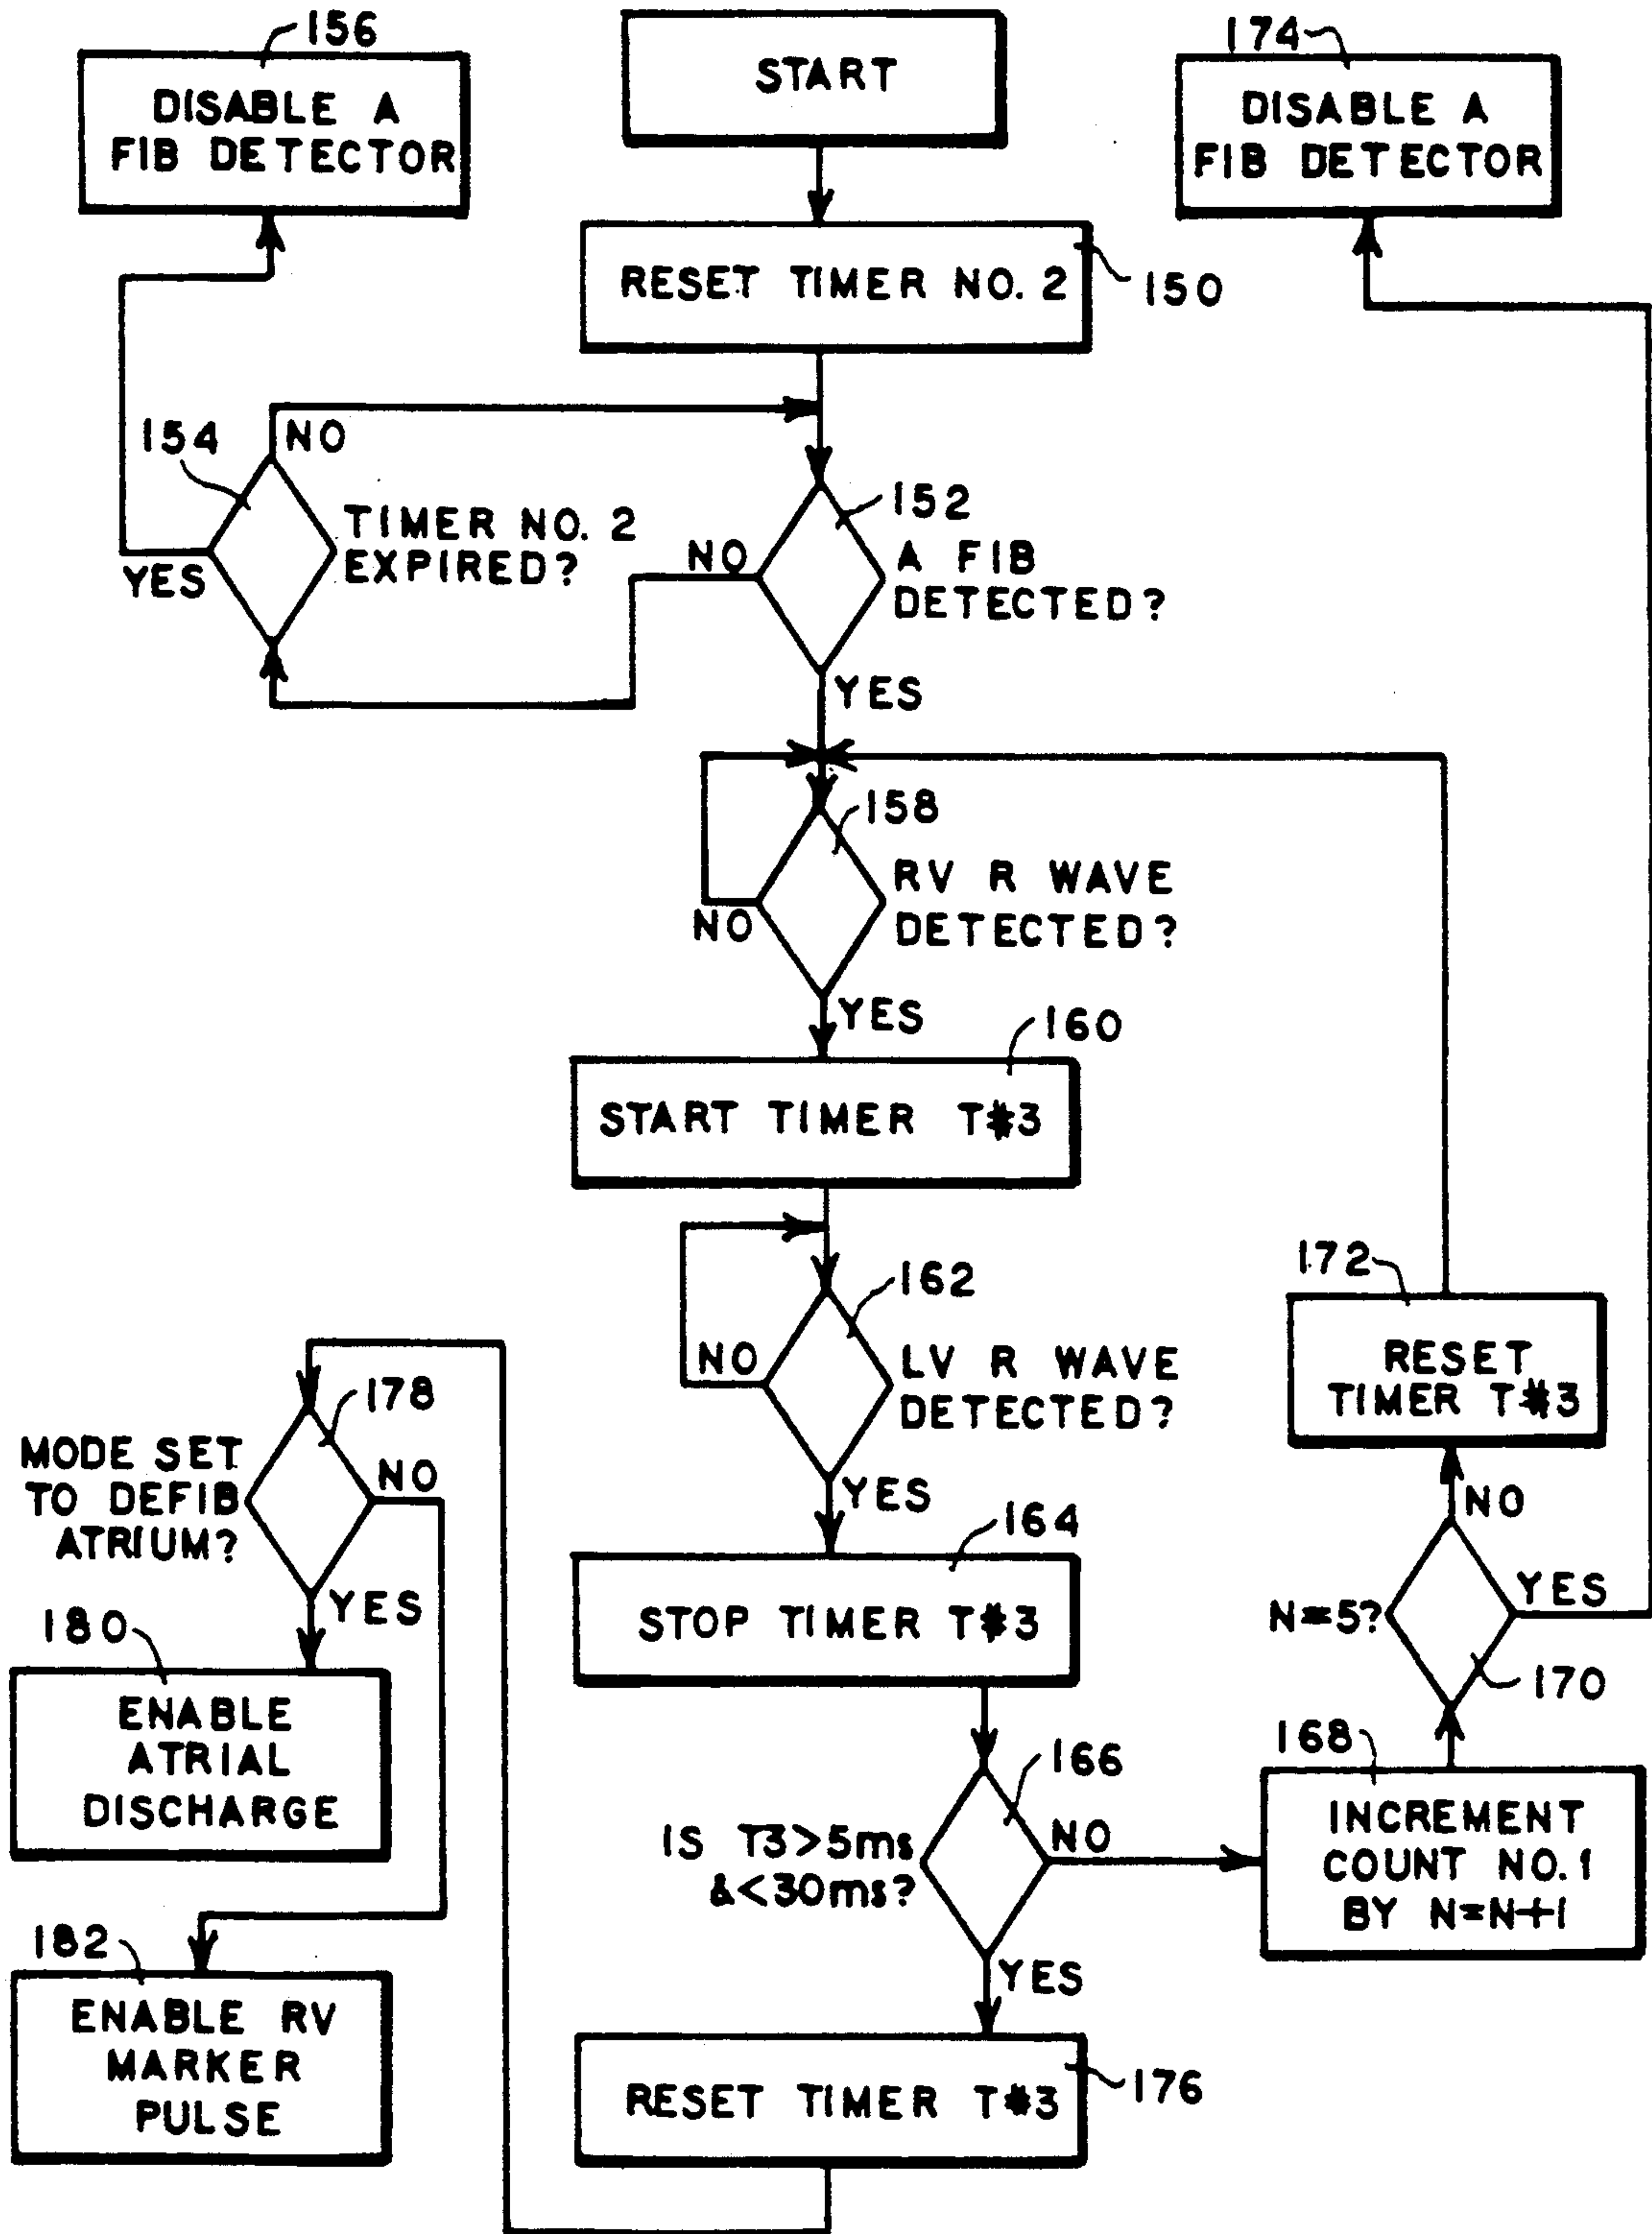 156
DISABLE A
FIB DETECTOR
START
174
DISABLE A
FIB DETECTOR
RESET TIMER NO. 2
150
154
NO
TIMER NO. 2
EXPIRED?
YES
152
NO
A FIB
DETECTED?
YES
158
RV R WAVE
DETECTED?
NO
YES
160
START TIMER T#3
162
NO
LV R WAVE
DETECTED?
YES
172
RESET
TIMER T#3
178
MODE SET
TO DEFIB
ATRIUM?
NO
YES
164
STOP TIMER T#3
NO
N=5?
YES
170
180
ENABLE
ATRIAL
DISCHARGE
166
IS T3>5ms
&<30ms?
NO
YES
168
INCREMENT
COUNT NO.1
BY N=N+1
182
ENABLE RV
MARKER
PULSE
RESET TIMER T#3
176